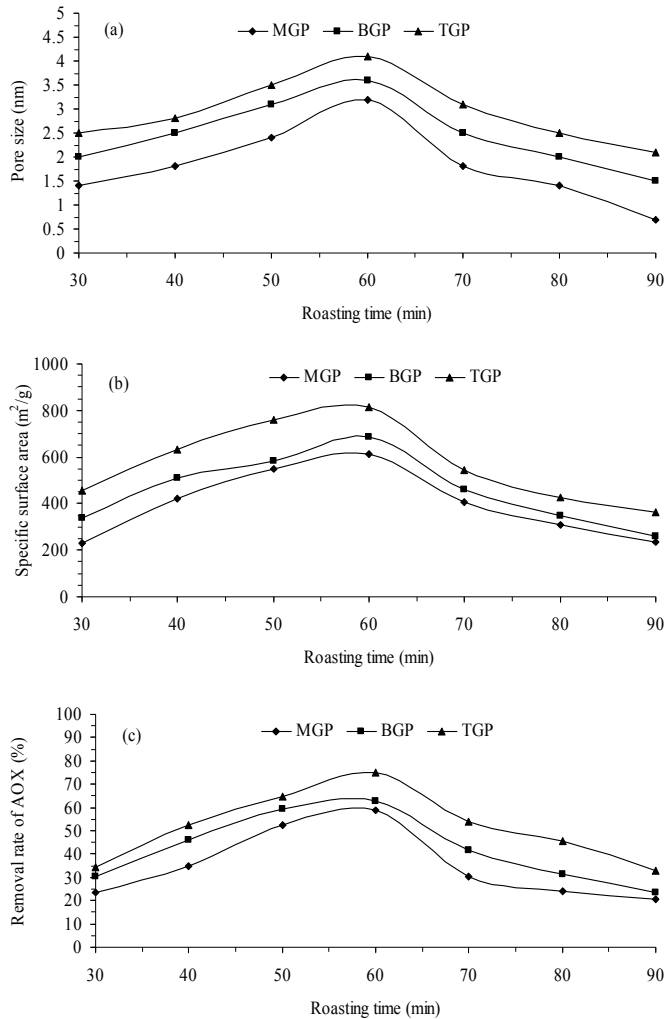 (a)
MGP BGP TGP
5
4.5
4
3.5
3
2.5
2
1.5
1
0.5
0
Pore size (nm)
30 40 50 60 70 80 90
Roasting time (min)
(b)
MGP BGP TGP
1000
800
600
400
200
0
Specific surface area (m²/g)
30 40 50 60 70 80 90
Roasting time (min)
(c)
MGP BGP TGP
100
90
80
70
60
50
40
30
20
10
0
Removal rate of AOX (%)
30 40 50 60 70 80 90
Roasting time (min)